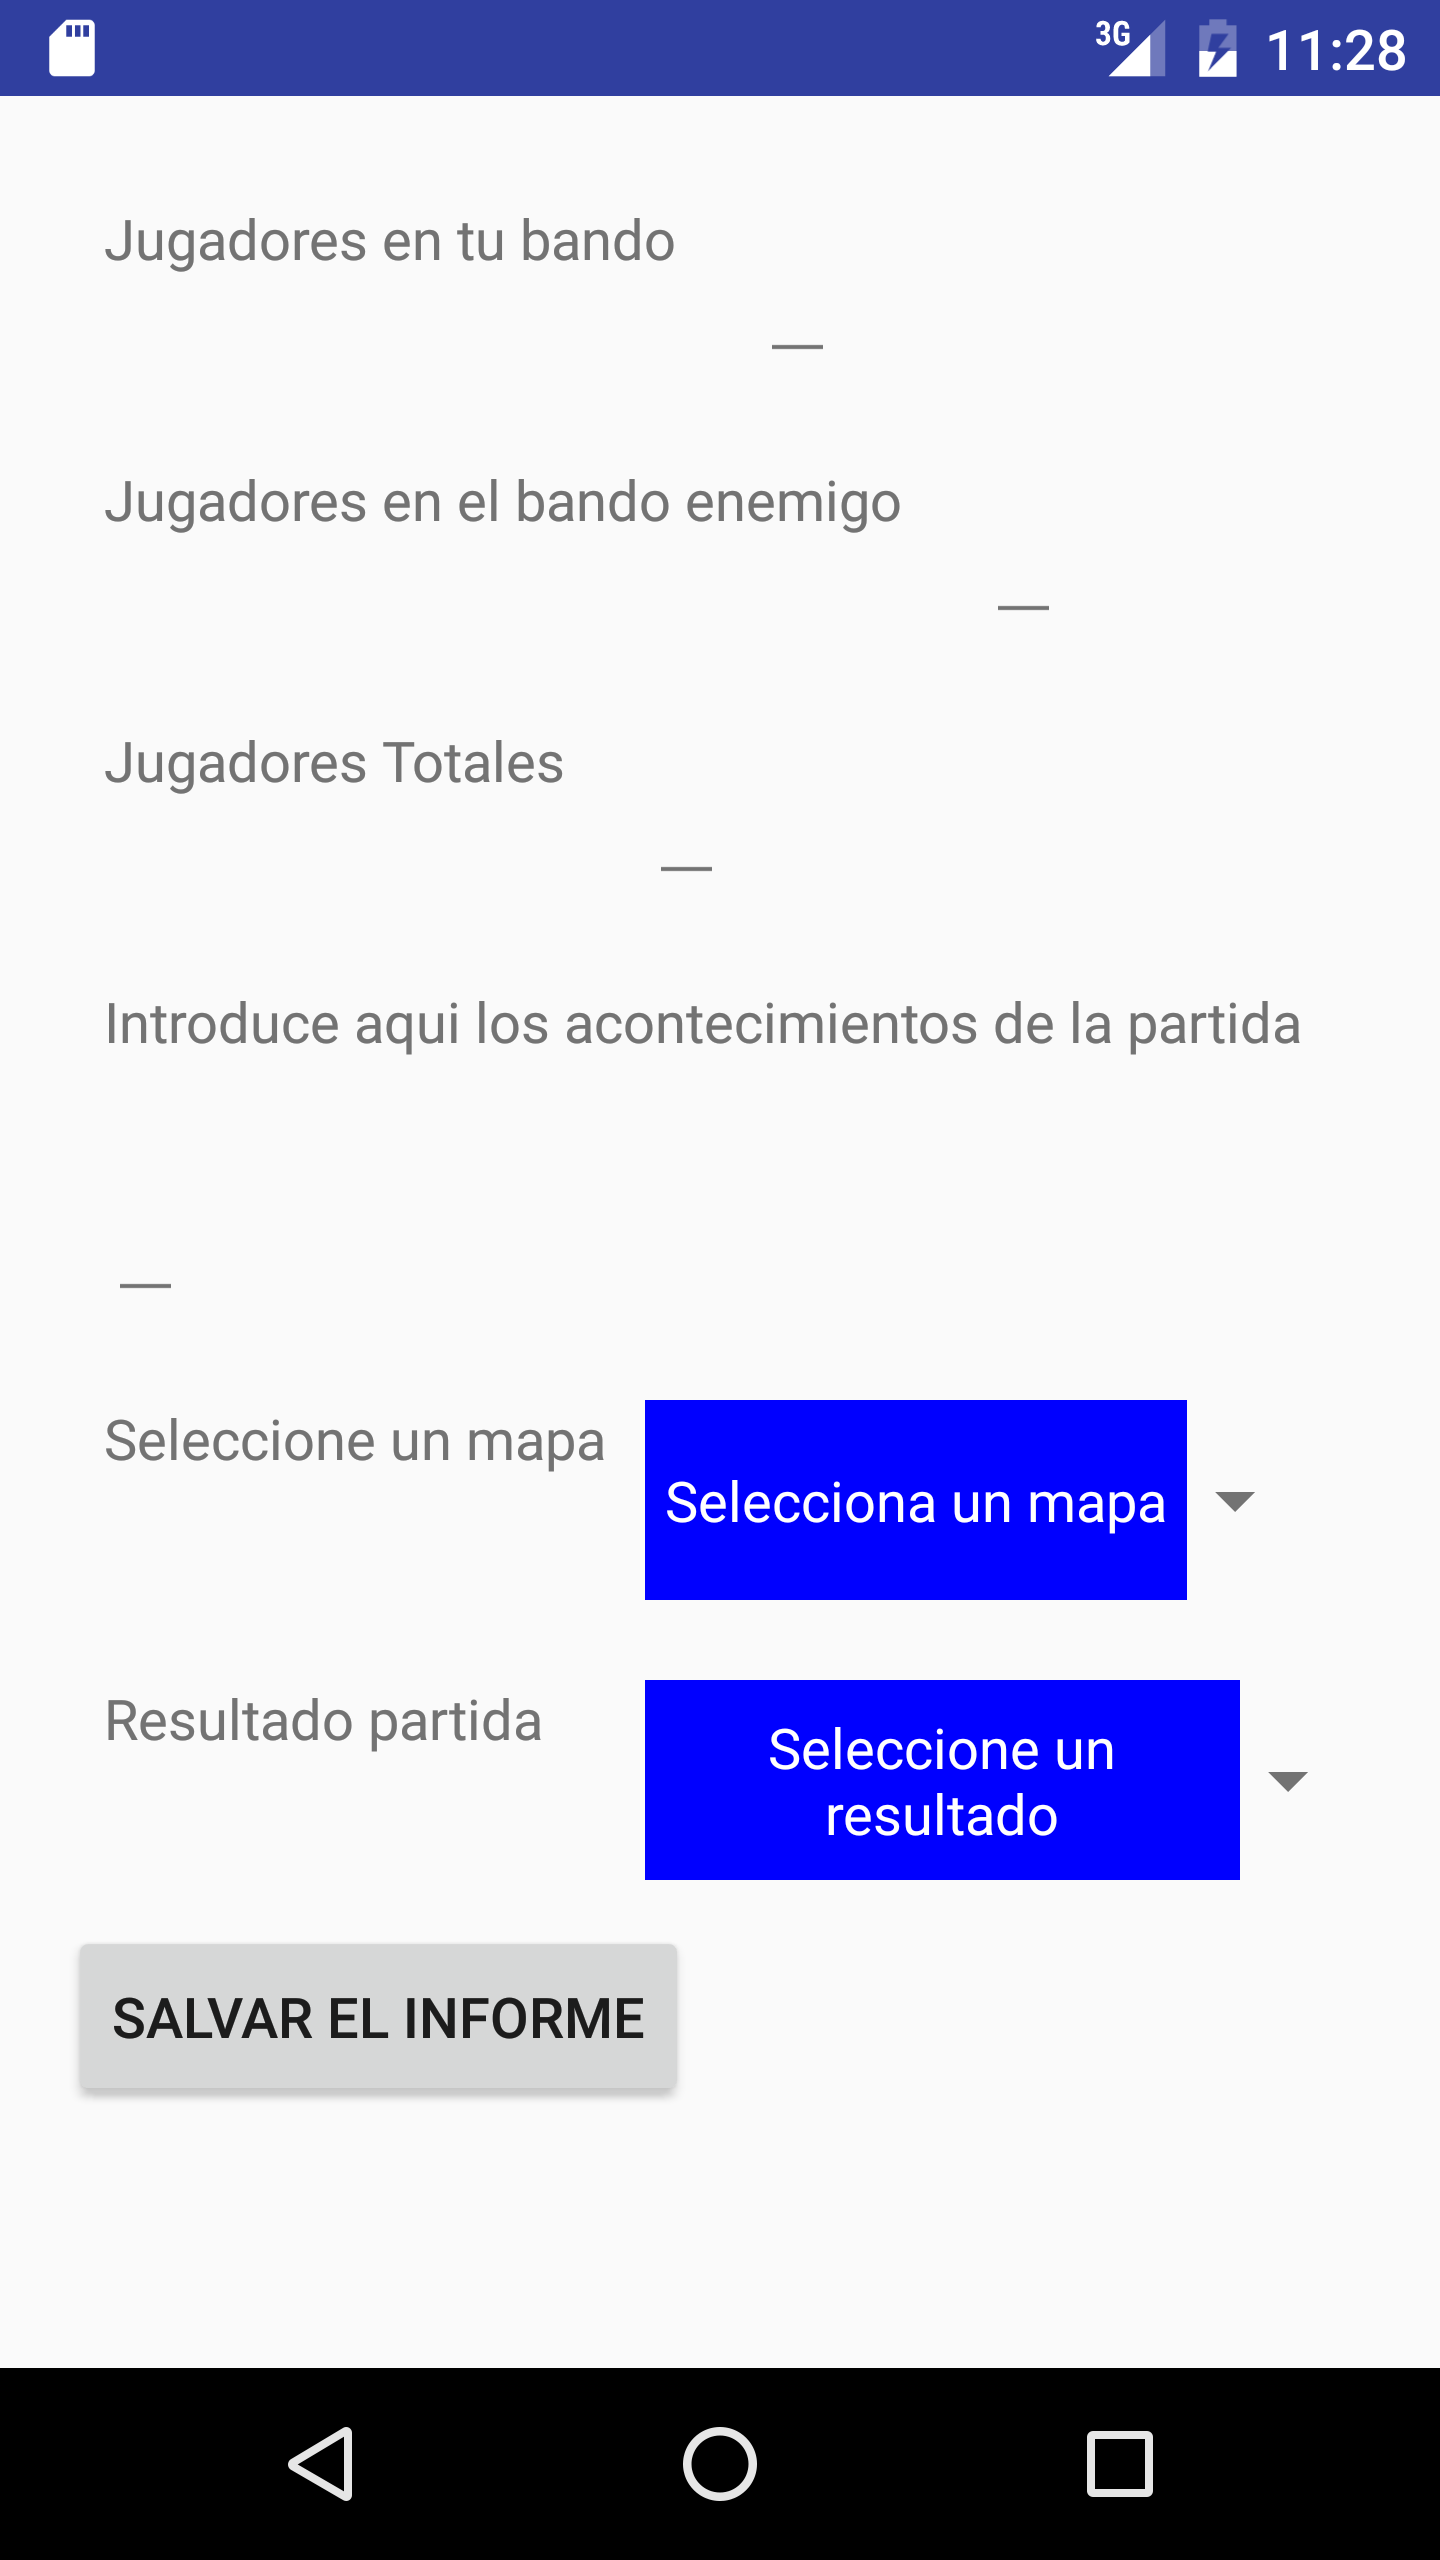 3G 11:28
Jugadores en tu bando
Jugadores en el bando enemigo
Jugadores Totales
Introduce aqui los acontecimientos de la partida
Seleccione un mapa
Selecciona un mapa
Resultado partida
Seleccione un
resultado
SALVAR EL INFORME